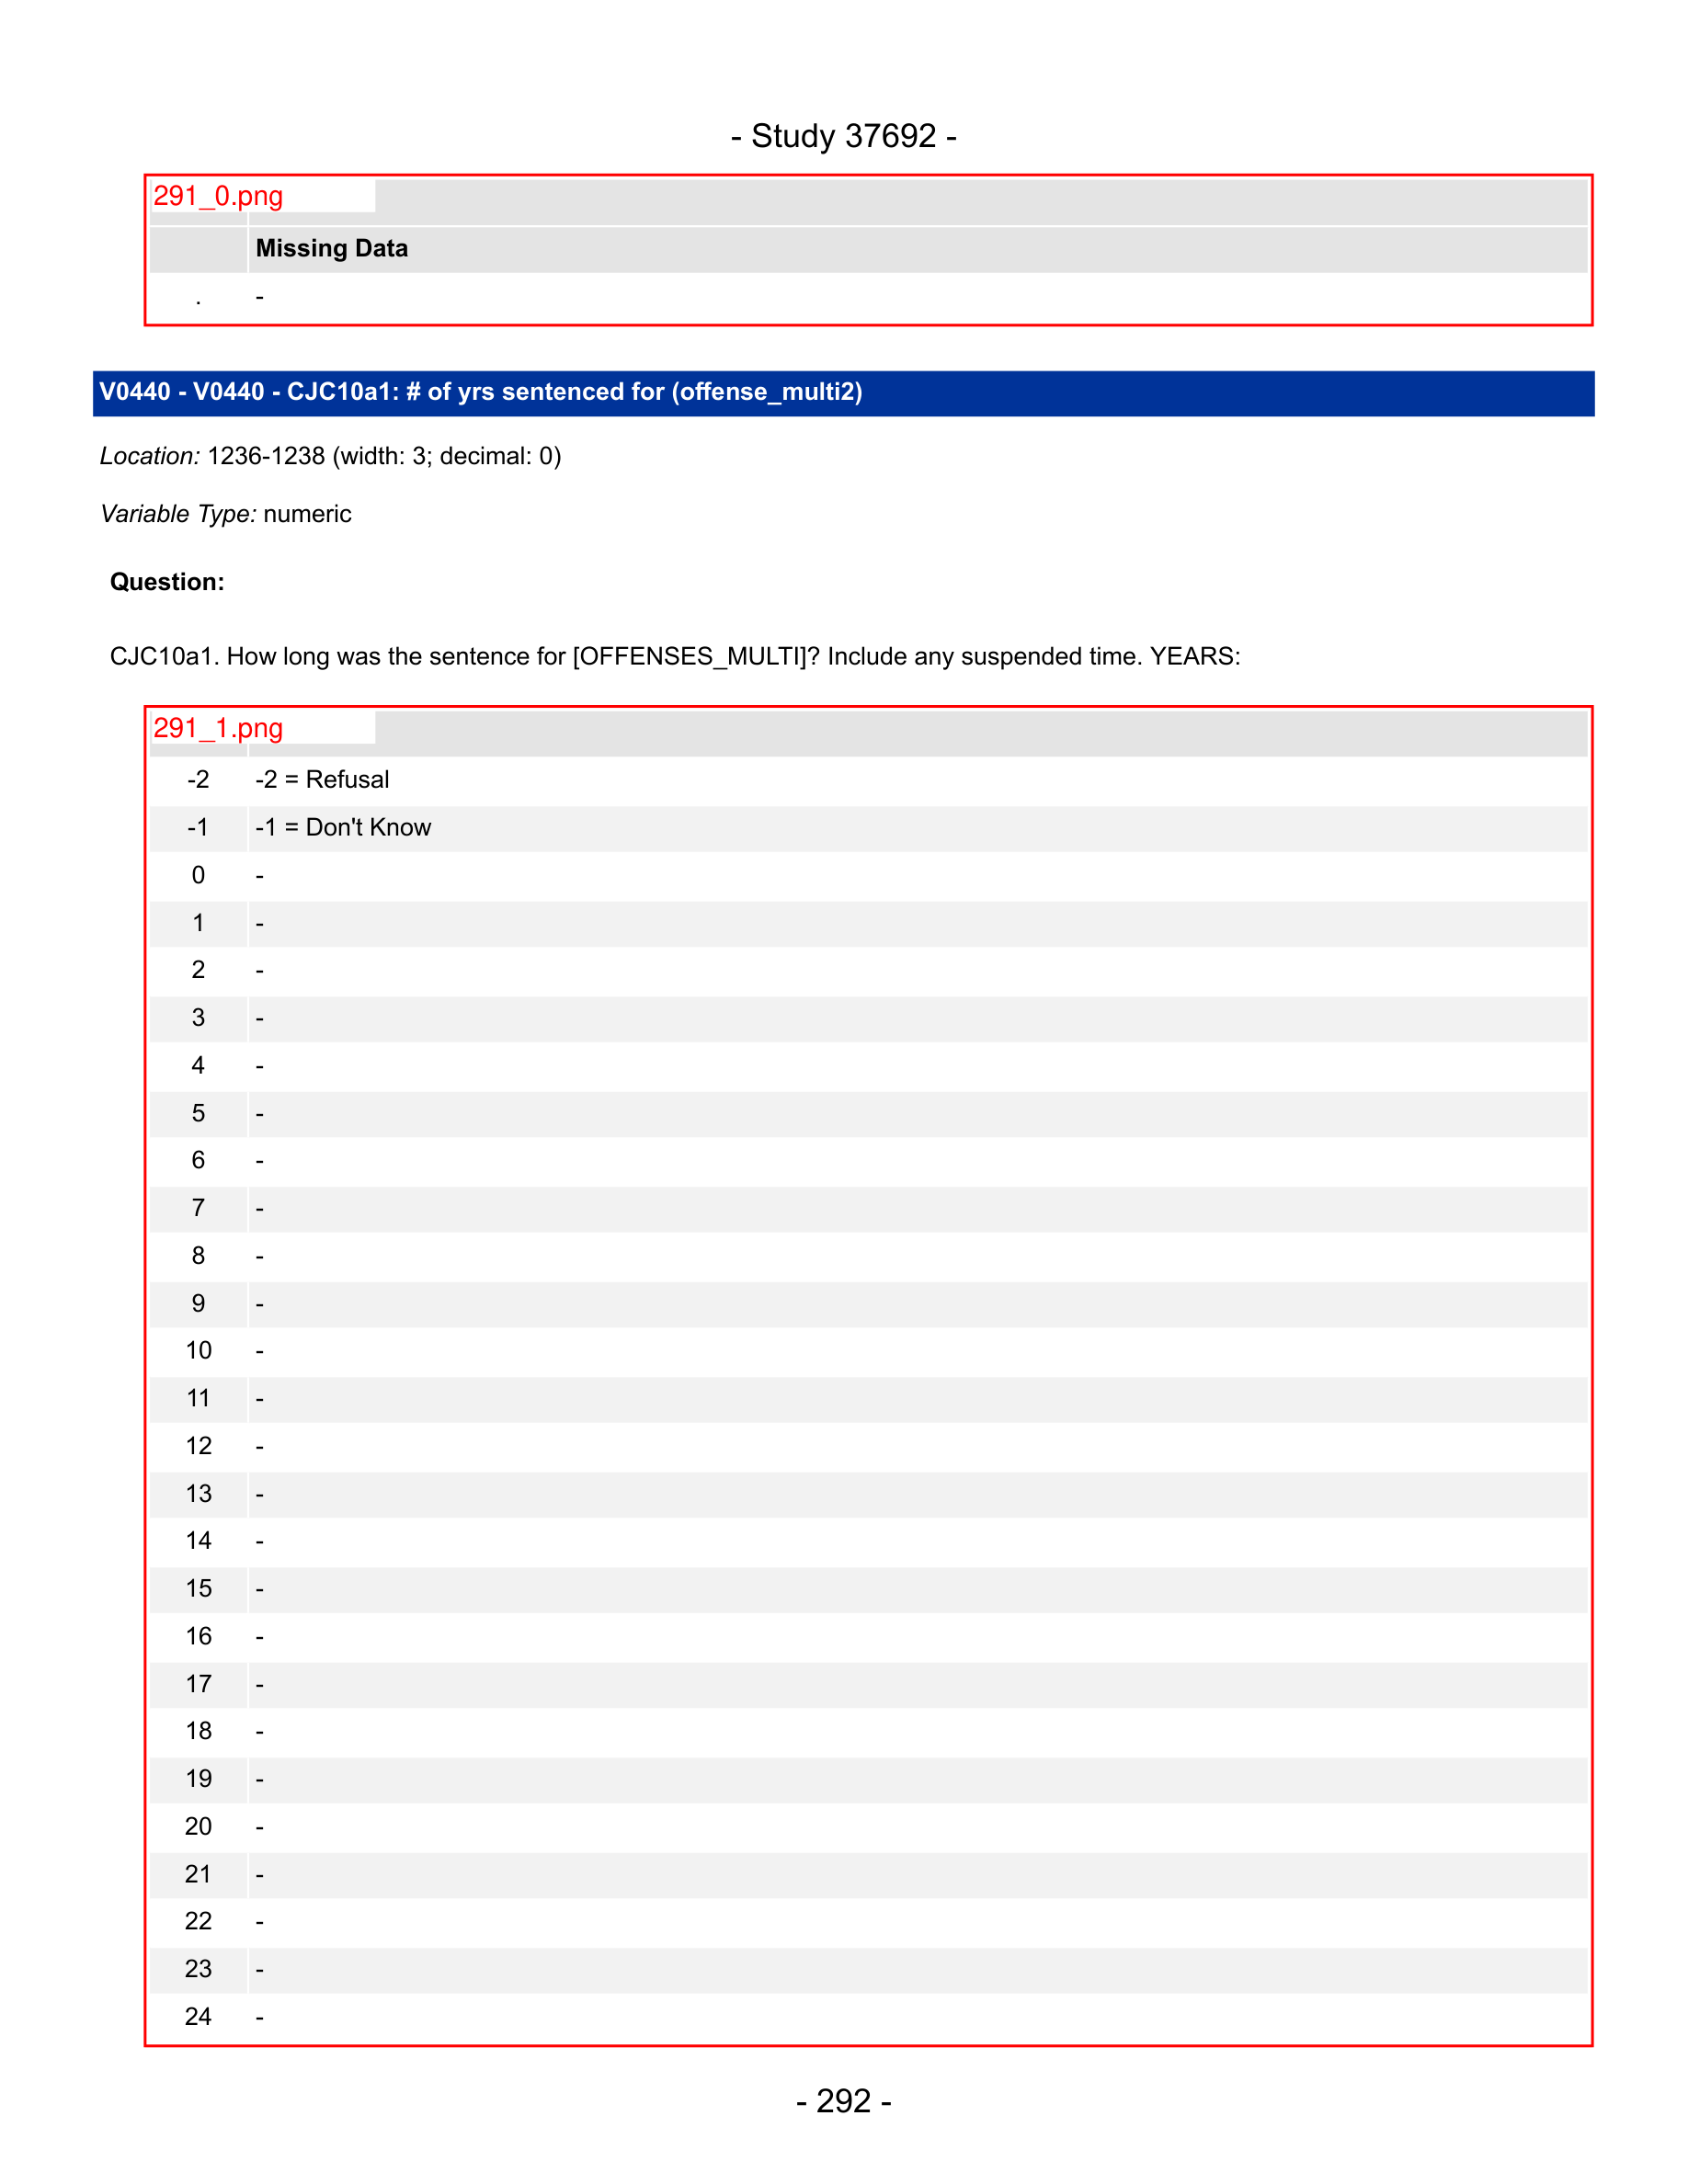 - Study 37692 -
291_0.png
Missing Data
. -
V0440 - V0440 - CJC10a1: # of yrs sentenced for (offense_multi2)
Location: 1236-1238 (width: 3; decimal: 0)
Variable Type: numeric
Question:
CJC10a1. How long was the sentence for [OFFENSES_MULTI]? Include any suspended time. YEARS:
291_1.png
-2 -2 = Refusal
-1 -1 = Don't Know
0 -
1 -
2 -
3 -
4 -
5 -
6 -
7 -
8 -
9 -
10 -
11 -
12 -
13 -
14 -
15 -
16 -
17 -
18 -
19 -
20 -
21 -
22 -
23 -
24 -
- 292 -